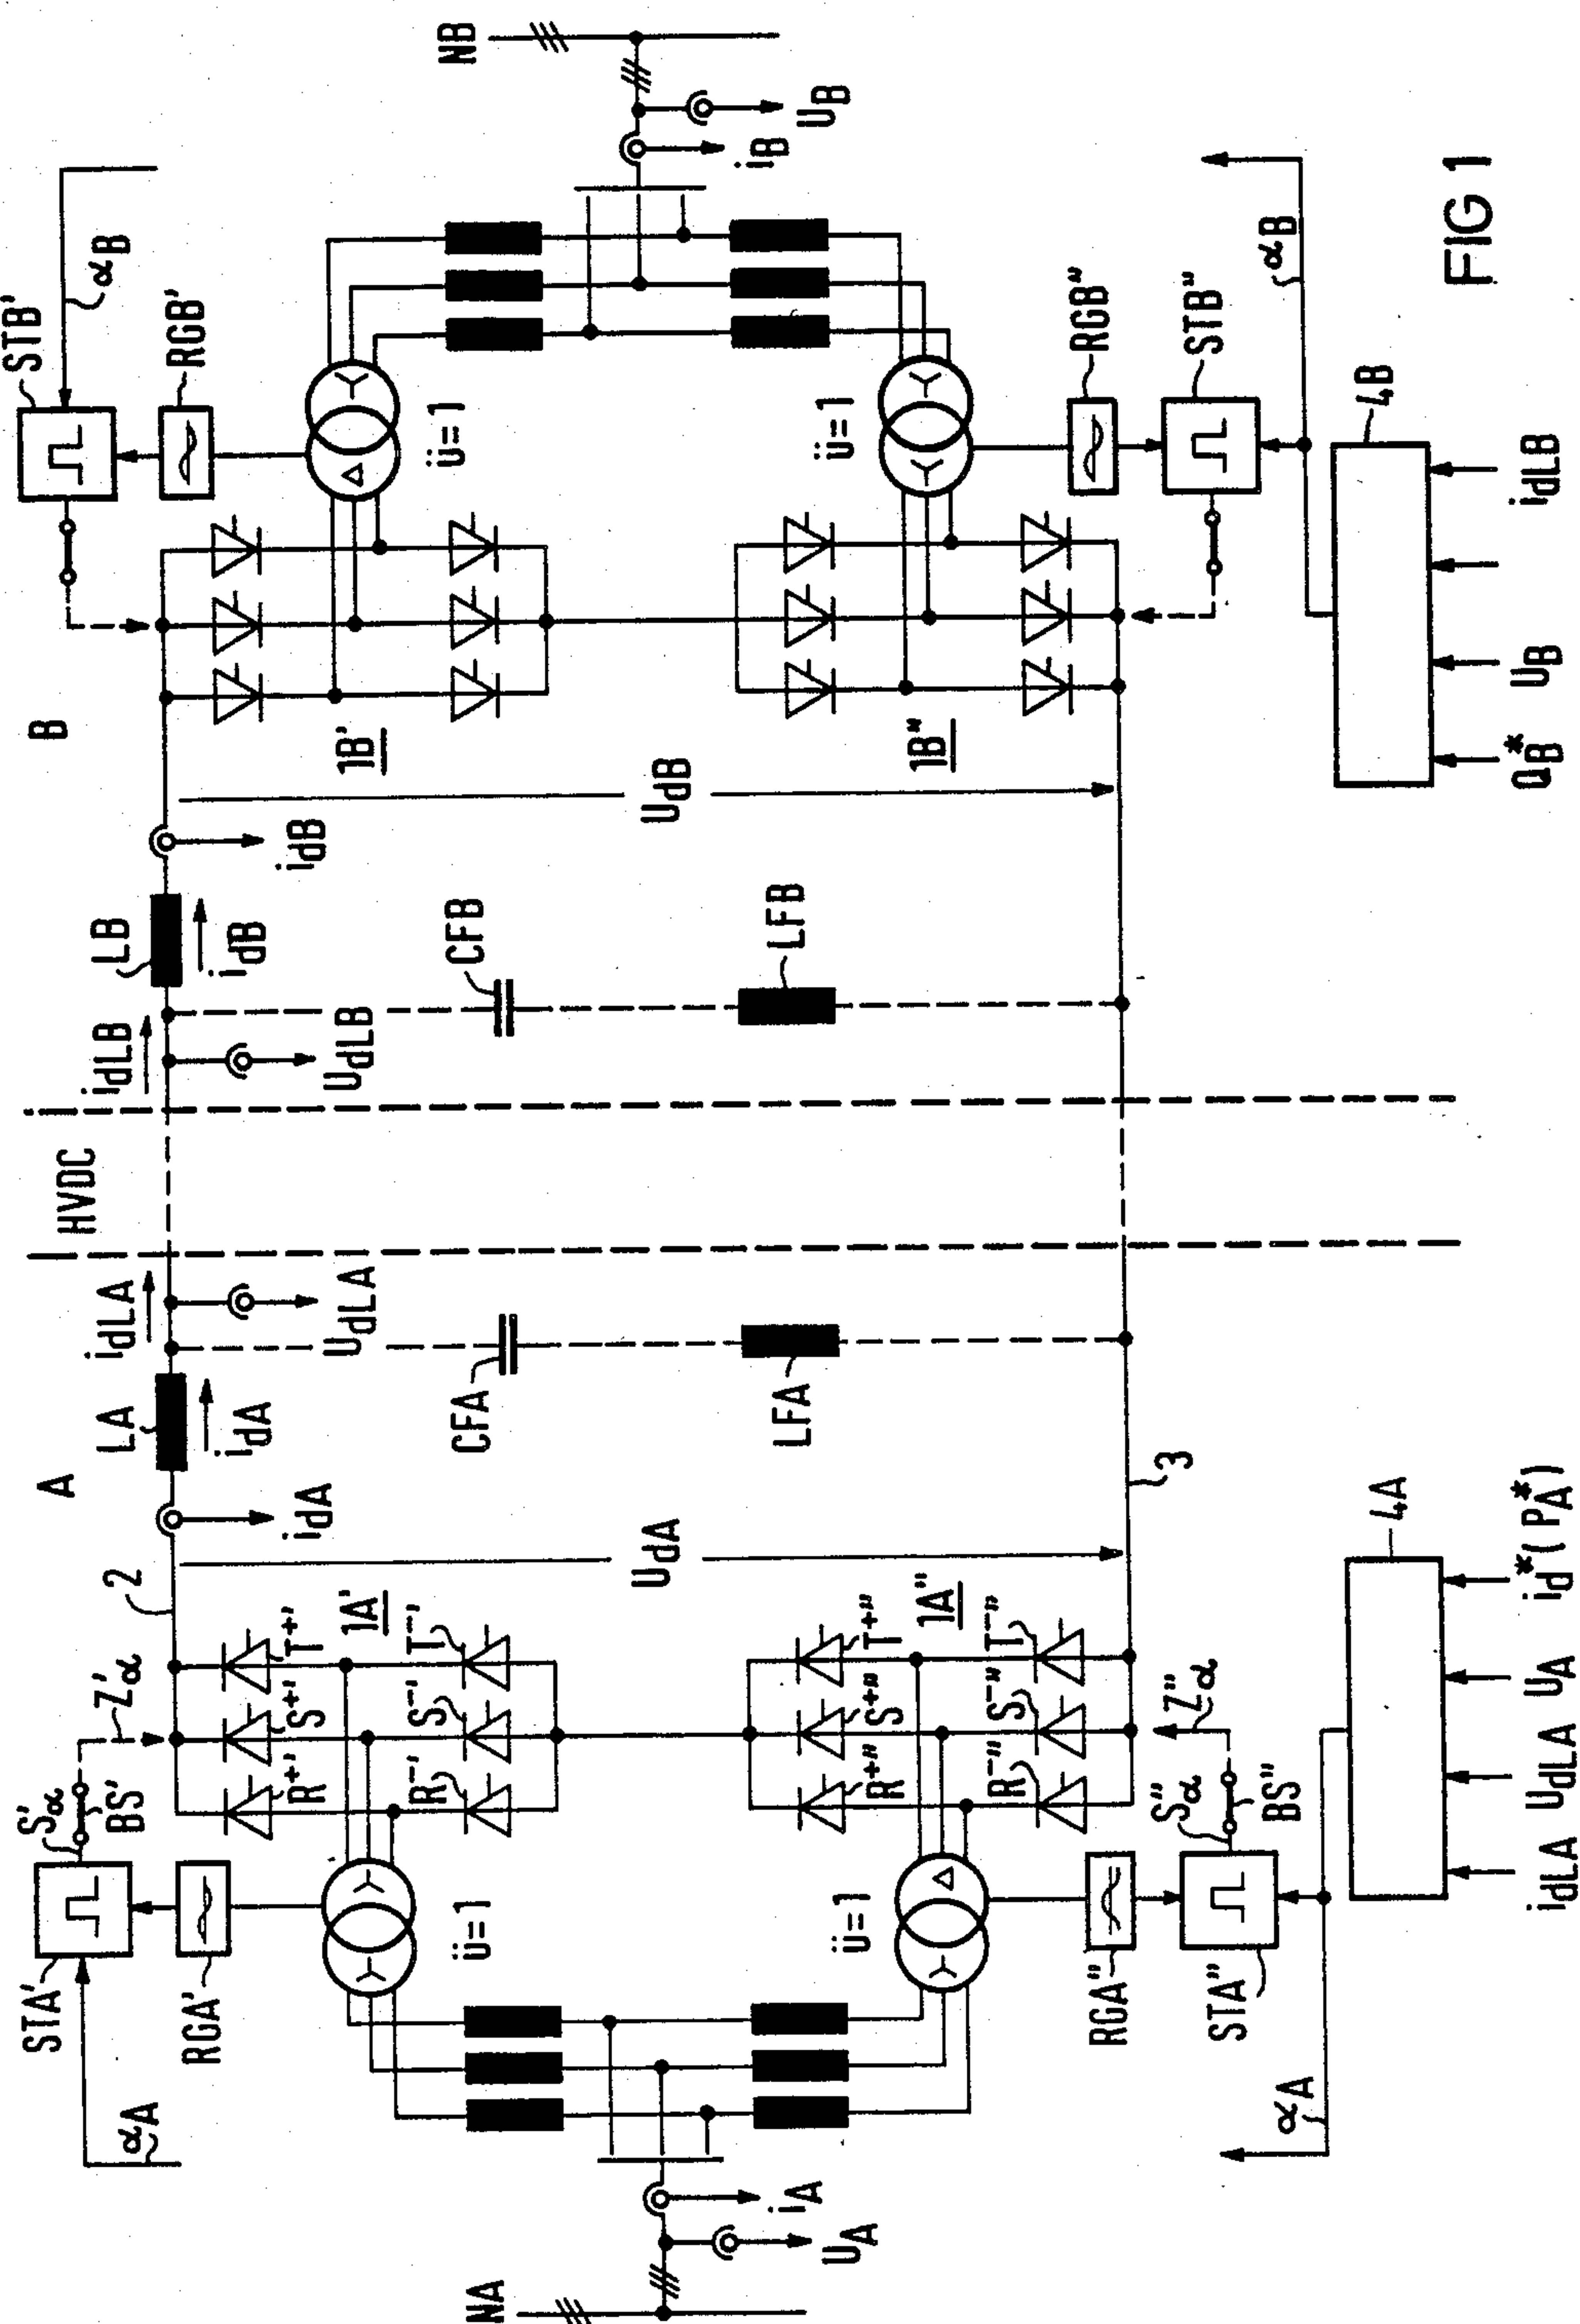 STA'
αA
RGA'
S'α
BS'
Z'α
2
A
LA
idA
idA
idLA
UdLA
HVDC
idLB
UdLB
LB
idB
idB
B
STB'
αB
RGB'
ü=1
R+'
S+'
T+'
1A'
R-'
S-'
T-'
ü=1
1B'
NA
UA
iA
UdA
CFA
LFA
CFB
LFB
UdB
NB
iB
UB
ü=1
R+"
S+"
T+"
1A"
R-"
S-"
T-"
3
1B"
ü=1
RGA"
STA"
S"α
BS"
Z"α
αA
4A
idLA
UdLA
UA
id*(PA*)
RGB"
STB"
αB
4B
QB*
UB
idLB
FIG 1